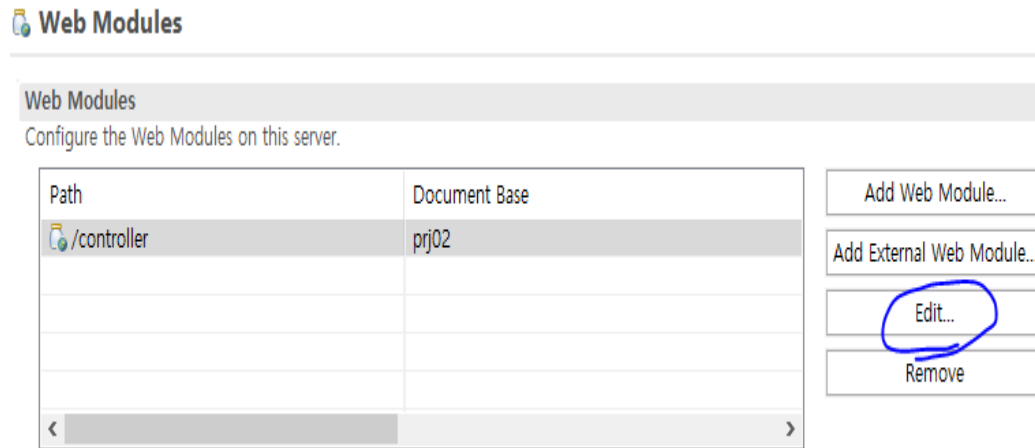 Web Modules
Web Modules
Configure the Web Modules on this server.
Path Document Base
/controller prj02
Add Web Module...
Add External Web Module...
Edit...
Remove